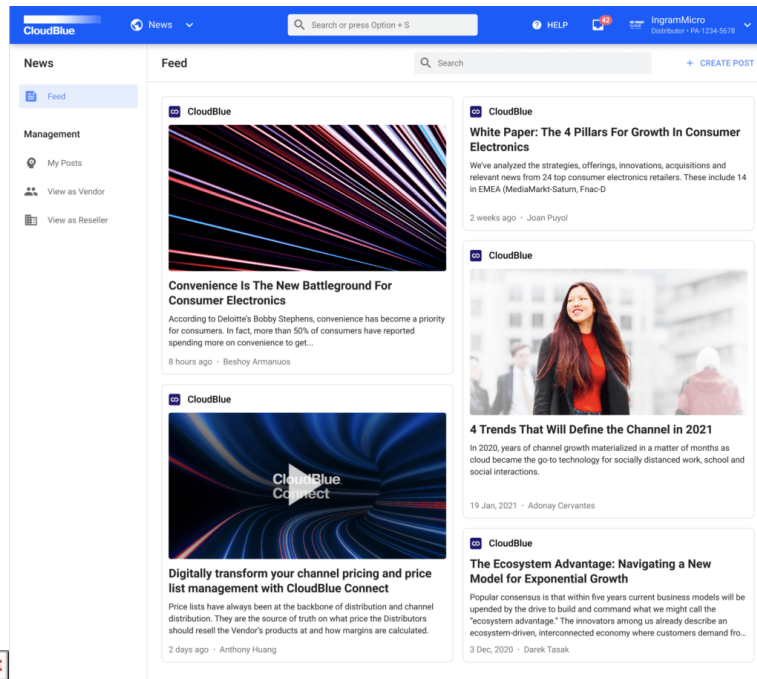 CloudBlue
News
Search or press Option + S
HELP
42
IngramMicro
Distributor • PA-1234-5678
News
Feed
Management
My Posts
View as Vendor
View as Reseller
Feed
Search
+ CREATE POST
CloudBlue
Convenience Is The New Battleground For
Consumer Electronics
According to Deloitte's Bobby Stephens, convenience has become a priority
for consumers. In fact, more than 50% of consumers have reported
spending more on convenience to get...
8 hours ago • Beshoy Armanuos
CloudBlue
CloudBlue
Connect
Digitally transform your channel pricing and price
list management with CloudBlue Connect
Price lists have always been at the backbone of distribution and channel
distribution. They are the source of truth on what price the Distributors
should resell the Vendor's products at and how margins are calculated.
2 days ago • Anthony Huang
CloudBlue
White Paper: The 4 Pillars For Growth In Consumer
Electronics
We've analyzed the strategies, offerings, innovations, acquisitions and
relevant news from 24 top consumer electronics retailers. These include 14
in EMEA (MediaMarkt-Saturn, Fnac-D
2 weeks ago • Joan Puyol
CloudBlue
4 Trends That Will Define the Channel in 2021
In 2020, years of channel growth materialized in a matter of months as
cloud became the go-to technology for socially distanced work, school and
social interactions.
19 Jan, 2021 • Adonay Cervantes
CloudBlue
The Ecosystem Advantage: Navigating a New
Model for Exponential Growth
Popular consensus is that within five years current business models will be
upended by the drive to build and command what we might call the
"ecosystem advantage." The innovators among us already describe an
ecosystem-driven, interconnected economy where customers demand fro...
3 Dec, 2020 • Darek Tasak